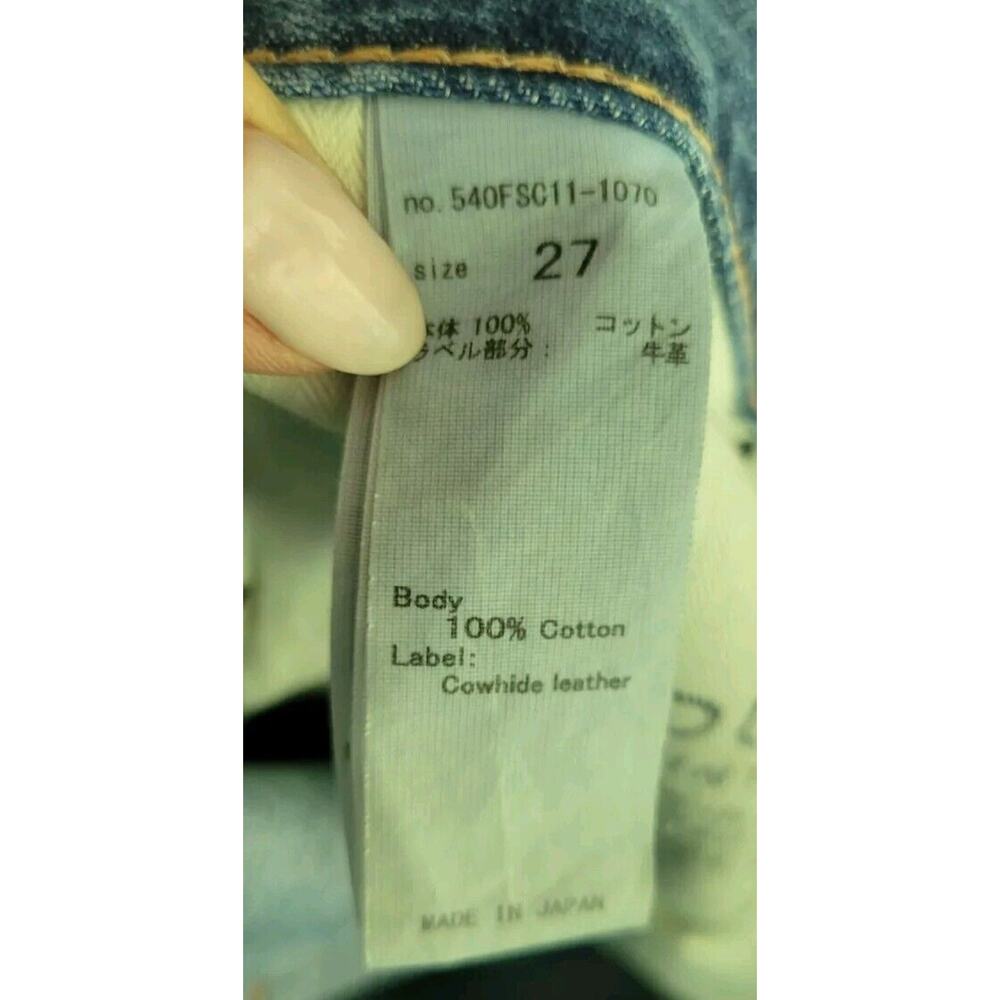 no. 540FSC11-1070
size 27
体 100% コットン
ベル部分: 牛革
Body
100% Cotton
Label:
Cowhide leather
MADE IN JAPAN